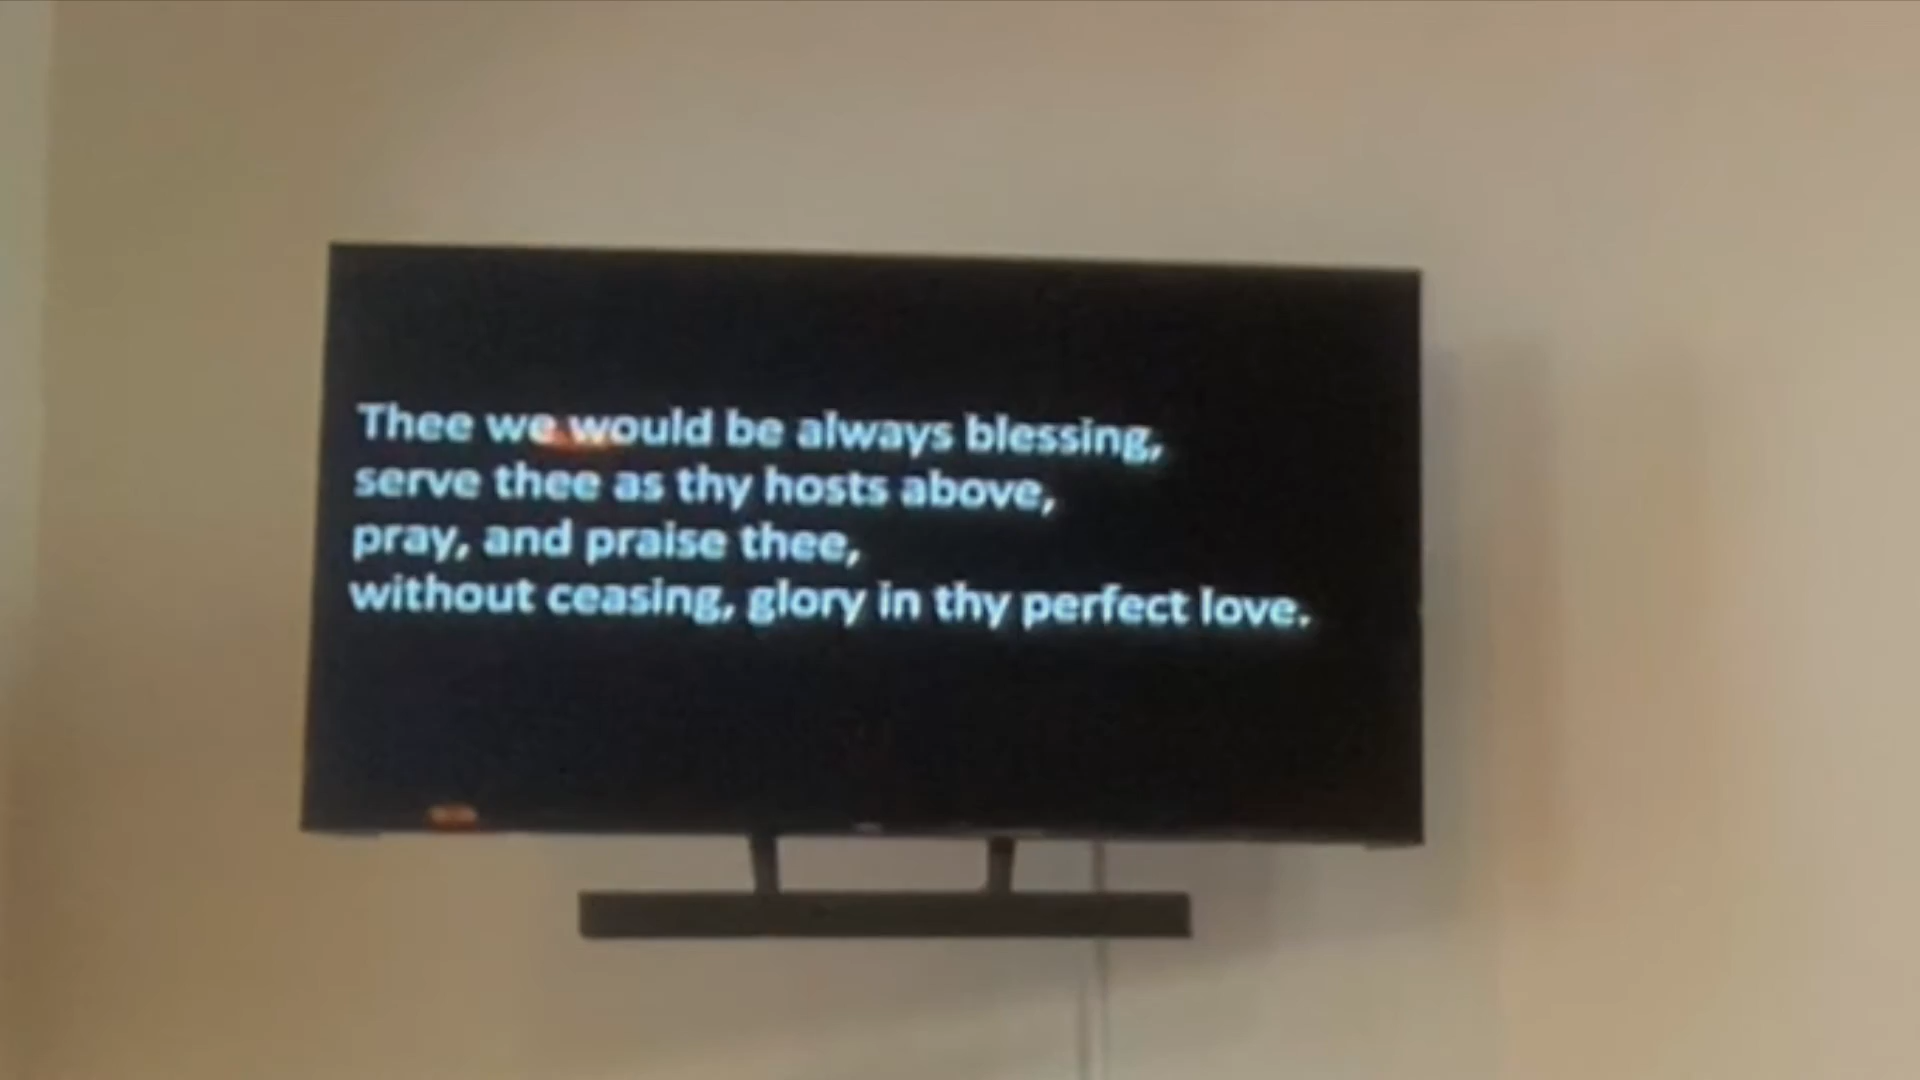 Thee we would be always blessing,
serve thee as thy hosts above,
pray, and praise thee,
without ceasing, glory in thy perfect love.